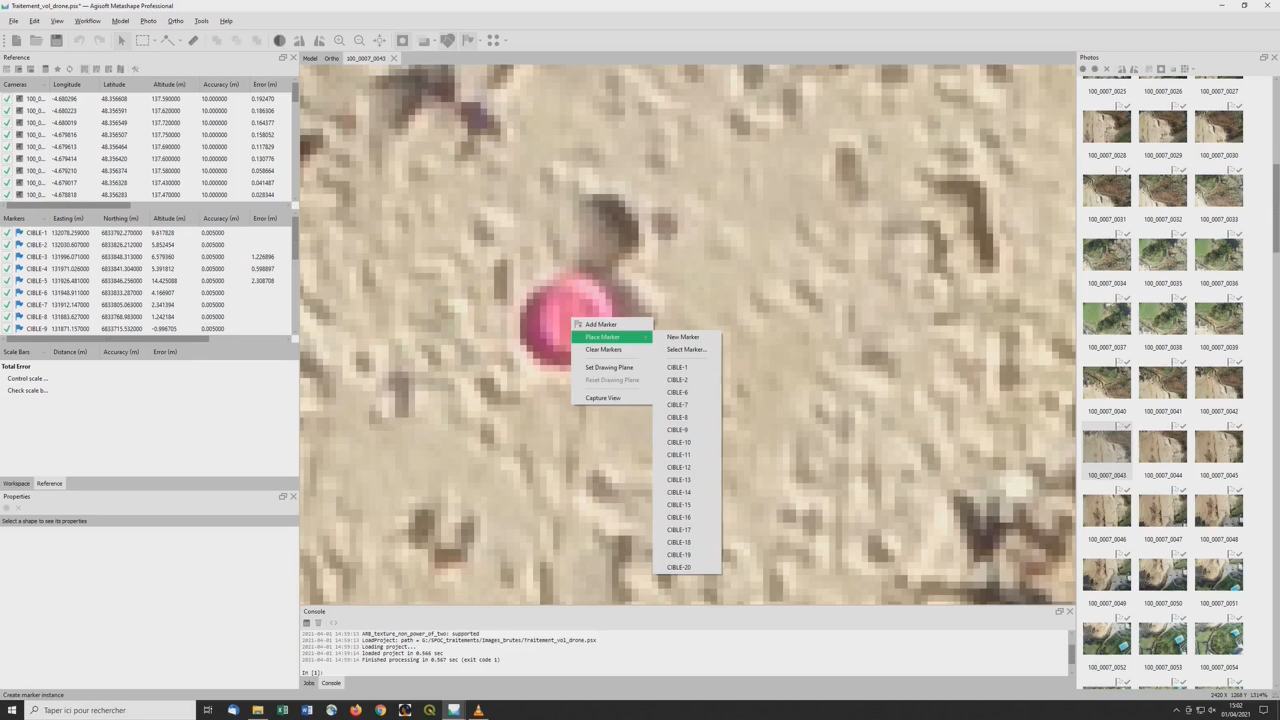 Traitement_vol_drone.psx* — Agisoft Metashape Professional
File Edit View Workflow Model Photo Ortho Tools Help
Reference
Cameras Longitude Latitude Altitude (m) Accuracy (m) Error (m)
100_0... -4.680296 48.356608 137.590000 10.000000 0.192470
100_0... -4.680223 48.356591 137.620000 10.000000 0.186306
100_0... -4.680019 48.356549 137.720000 10.000000 0.164377
100_0... -4.679816 48.356507 137.750000 10.000000 0.158052
100_0... -4.679613 48.356464 137.690000 10.000000 0.117829
100_0... -4.679414 48.356420 137.600000 10.000000 0.130776
100_0... -4.679210 48.356376 137.580000 10.000000 0.058664
100_0... -4.679017 48.356328 137.430000 10.000000 0.041487
100_0... -4.678818 48.356283 137.470000 10.000000 0.028344
Markers Easting (m) Northing (m) Altitude (m) Accuracy (m) Error (m)
CIBLE-1 132078.259000 6833792.270000 9.617828 0.005000
CIBLE-2 132030.607000 6833826.212000 5.852454 0.005000
CIBLE-3 131996.071000 6833848.313000 6.579360 0.005000 1.226896
CIBLE-4 131971.026000 6833841.304000 5.391812 0.005000 0.598897
CIBLE-5 131926.481000 6833846.256000 14.425088 0.005000 2.308708
CIBLE-6 131948.911000 6833833.287000 4.166907 0.005000
CIBLE-7 131912.147000 6833805.063000 2.341394 0.005000
CIBLE-8 131883.627000 6833768.983000 1.242184 0.005000
CIBLE-9 131871.157000 6833715.532000 -0.996705 0.005000
Scale Bars Distance (m) Accuracy (m) Error (m)
Total Error
Control scale ...
Check scale b...
Workspace Reference
Properties
Select a shape to see its properties
Model Ortho 100_0007_0043
Add Marker
Place Marker
Clear Markers
Set Drawing Plane
Reset Drawing Plane
Capture View
New Marker
Select Marker...
CIBLE-1
CIBLE-2
CIBLE-6
CIBLE-7
CIBLE-8
CIBLE-9
CIBLE-10
CIBLE-11
CIBLE-12
CIBLE-13
CIBLE-14
CIBLE-15
CIBLE-16
CIBLE-17
CIBLE-18
CIBLE-19
CIBLE-20
Console
2021-04-01 14:59:13 ARB_texture_non_power_of_two: supported
2021-04-01 14:59:13 LoadProject: path = G:/SPOC_traitements/Images_brutes/Traitement_vol_drone.psx
2021-04-01 14:59:13 Loading project...
2021-04-01 14:59:14 loaded project in 0.566 sec
2021-04-01 14:59:14 Finished processing in 0.567 sec (exit code 1)
In [1]:
Jobs Console
Photos
100_0007_0025 100_0007_0026 100_0007_0027
100_0007_0028 100_0007_0029 100_0007_0030
100_0007_0031 100_0007_0032 100_0007_0033
100_0007_0034 100_0007_0035 100_0007_0036
100_0007_0037 100_0007_0038 100_0007_0039
100_0007_0040 100_0007_0041 100_0007_0042
100_0007_0043 100_0007_0044 100_0007_0045
100_0007_0046 100_0007_0047 100_0007_0048
100_0007_0049 100_0007_0050 100_0007_0051
100_0007_0052 100_0007_0053 100_0007_0054
Create marker instance
2420 X 1268 Y 1,314%
Taper ici pour rechercher
15:02
01/04/2021